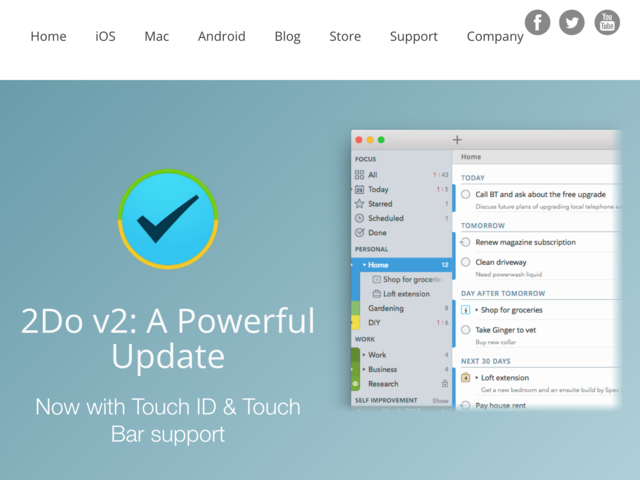 Home iOS Mac Android Blog Store Support Company
You Tube
2Do v2: A Powerful
Update
Now with Touch ID & Touch
Bar support
FOCUS
All 1 43
Today 1 5
Starred 1
Scheduled 1
Done
PERSONAL
Home 12
Shop for grocerie
Loft extension
Gardening 8
DIY 1 6
WORK
Work 4
Business 4
Research
SELF IMPROVEMENT Show
Home
TODAY
Call BT and ask about the free upgrade
Discuss future plans of upgrading local telephone
TOMORROW
Renew magazine subscription
Clean driveway
Need powerwash liquid
DAY AFTER TOMORROW
Shop for groceries
Take Ginger to vet
Buy new collar
NEXT 30 DAYS
Loft extension
Get a new bedroom and an ensuite build by Spec
Pay house rent